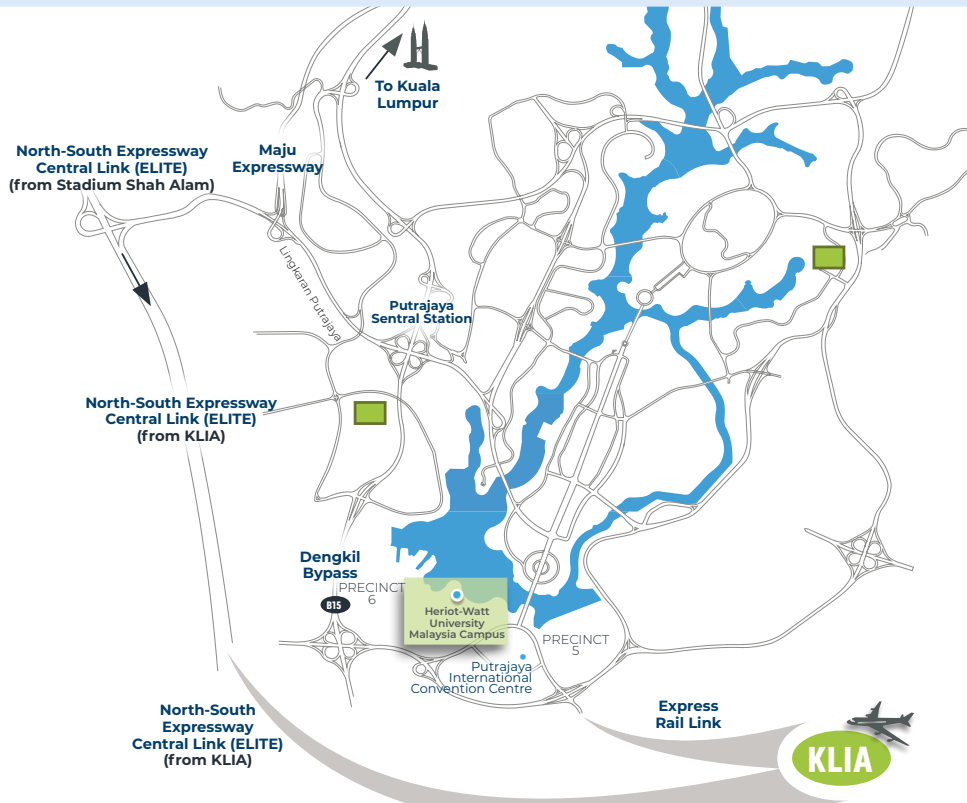 To Kuala
Lumpur
North-South Expressway
Central Link (ELITE)
(from Stadium Shah Alam)
Maju
Expressway
Lingkaran Putrajaya
Putrajaya
Sentral Station
North-South Expressway
Central Link (ELITE)
(from KLIA)
Dengkil
Bypass
PRECINCT
6
B15
Heriot-Watt
University
Malaysia Campus
PRECINCT
5
Putrajaya
International
Convention Centre
North-South
Expressway
Central Link (ELITE)
(from KLIA)
Express
Rail Link
KLIA